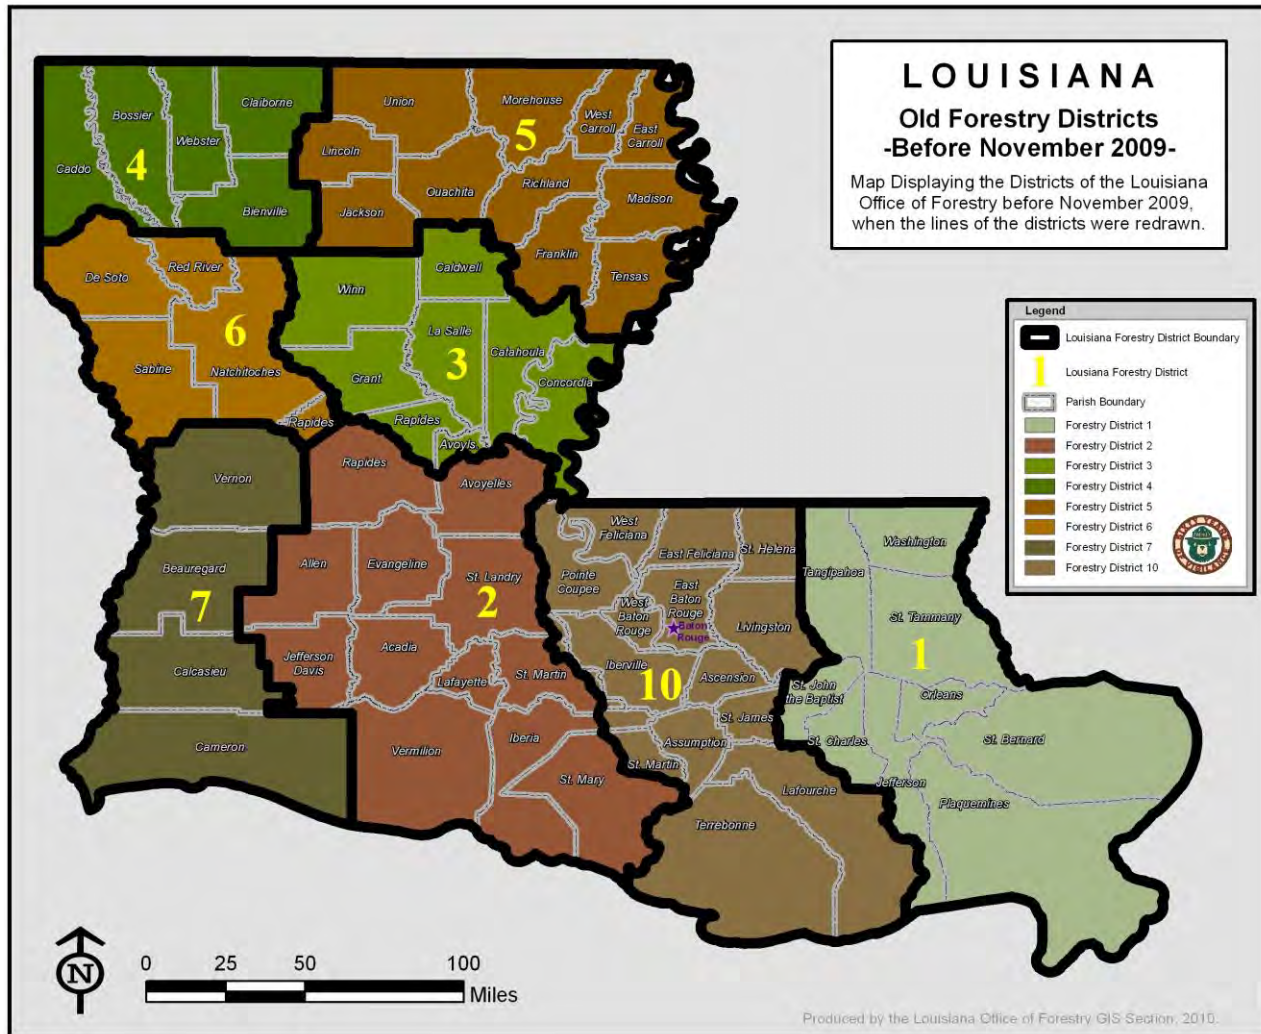 LOUISIANA
Old Forestry Districts
-Before November 2009-
Map Displaying the Districts of the Louisiana
Office of Forestry before November 2009,
when the lines of the districts were redrawn.
Claiborne
Bossier
Webster
Caddo
4
Bienville
Union
Morehouse
West
Carroll
East
Carroll
5
Lincoln
Ouachita
Richland
Madison
Jackson
Franklin
Tensas
De Soto
Red River
6
Sabine
Natchitoches
Rapides
Caldwell
Winn
La Salle
3
Catahoula
Grant
Concordia
Rapides
Avoyls
Vernon
Beauregard
7
Calcasieu
Cameron
Rapides
Avoyelles
Allen
Evangeline
St. Landry
2
Jefferson
Davis
Acadia
Lafayette
St. Martin
Vermilion
Iberia
St. Mary
West
Feliciana
East Feliciana
St. Helena
Pointe
Coupee
West
Baton
Rouge
East
Baton
Rouge
Baton
Rouge
Livingston
Iberville
10
Ascension
St. James
Assumption
St. Martin
Lafourche
Terrebonne
Washington
Tangipahoa
St. Tammany
1
St. John
the Baptist
Orleans
St. Charles
St. Bernard
Jefferson
Plaquemines
Legend
Louisiana Forestry District Boundary
1
Lousiana Forestry District
Parish Boundary
Forestry District 1
Forestry District 2
Forestry District 3
Forestry District 4
Forestry District 5
Forestry District 6
Forestry District 7
Forestry District 10
N
0 25 50 100
Miles
Produced by the Louisiana Office of Forestry GIS Section, 2010.